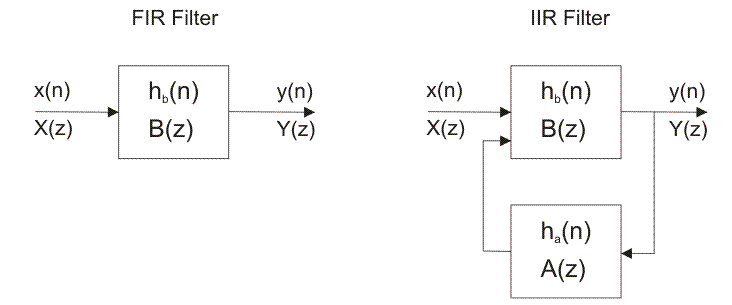 FIR Filter
x(n)
X(z)
h_b(n)
B(z)
y(n)
Y(z)
IIR Filter
x(n)
X(z)
h_b(n)
B(z)
y(n)
Y(z)
h_a(n)
A(z)